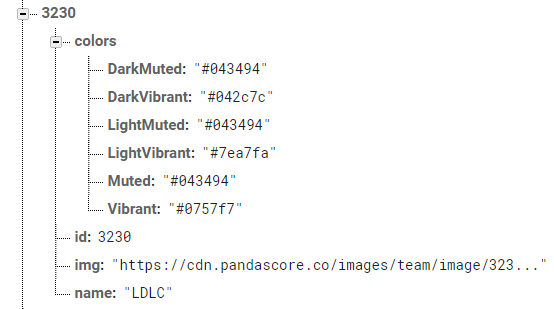 3230
colors
DarkMuted: "#043494"
DarkVibrant: "#042c7c"
LightMuted: "#043494"
LightVibrant: "#7ea7fa"
Muted: "#043494"
Vibrant: "#0757f7"
id: 3230
img: "https://cdn.pandascore.co/images/team/image/323..."
name: "LDLC"